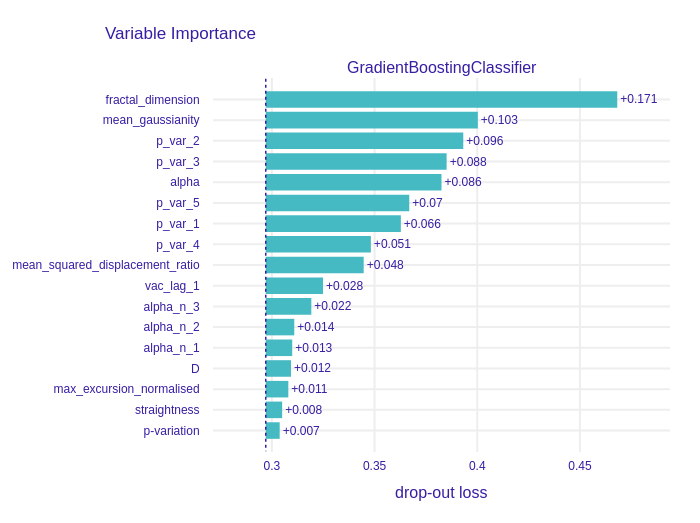 Variable Importance
GradientBoostingClassifier
fractal_dimension +0.171
mean_gaussianity +0.103
p_var_2 +0.096
p_var_3 +0.088
alpha +0.086
p_var_5 +0.07
p_var_1 +0.066
p_var_4 +0.051
mean_squared_displacement_ratio +0.048
vac_lag_1 +0.028
alpha_n_3 +0.022
alpha_n_2 +0.014
alpha_n_1 +0.013
D +0.012
max_excursion_normalised +0.011
straightness +0.008
p-variation +0.007
0.3 0.35 0.4 0.45
drop-out loss